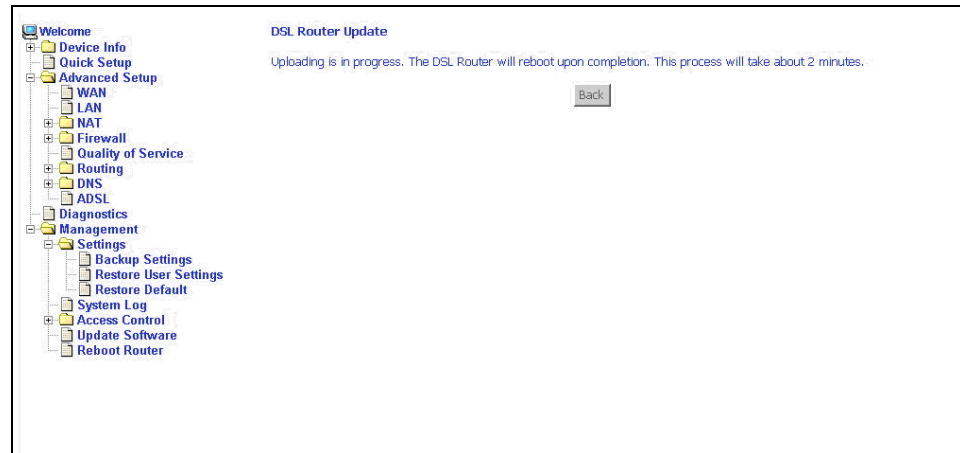 Welcome
Device Info
Quick Setup
Advanced Setup
WAN
LAN
NAT
Firewall
Quality of Service
Routing
DNS
ADSL
Diagnostics
Management
Settings
Backup Settings
Restore User Settings
Restore Default
System Log
Access Control
Update Software
Reboot Router
DSL Router Update
Uploading is in progress. The DSL Router will reboot upon completion. This process will take about 2 minutes.
Back